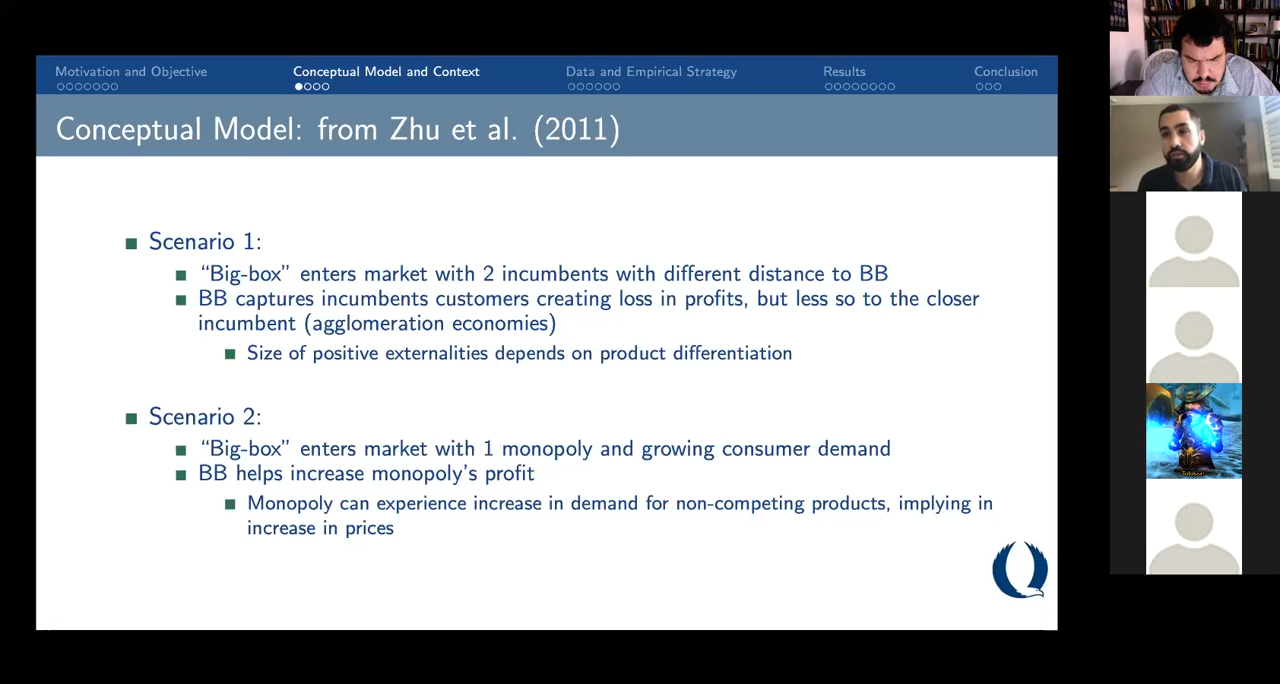 Motivation and Objective
Conceptual Model and Context
Data and Empirical Strategy
Results
Conclusion
Conceptual Model: from Zhu et al. (2011)
Scenario 1:
“Big-box” enters market with 2 incumbents with different distance to BB
BB captures incumbents customers creating loss in profits, but less so to the closer
incumbent (agglomeration economies)
Size of positive externalities depends on product differentiation
Scenario 2:
“Big-box” enters market with 1 monopoly and growing consumer demand
BB helps increase monopoly’s profit
Monopoly can experience increase in demand for non-competing products, implying in
increase in prices